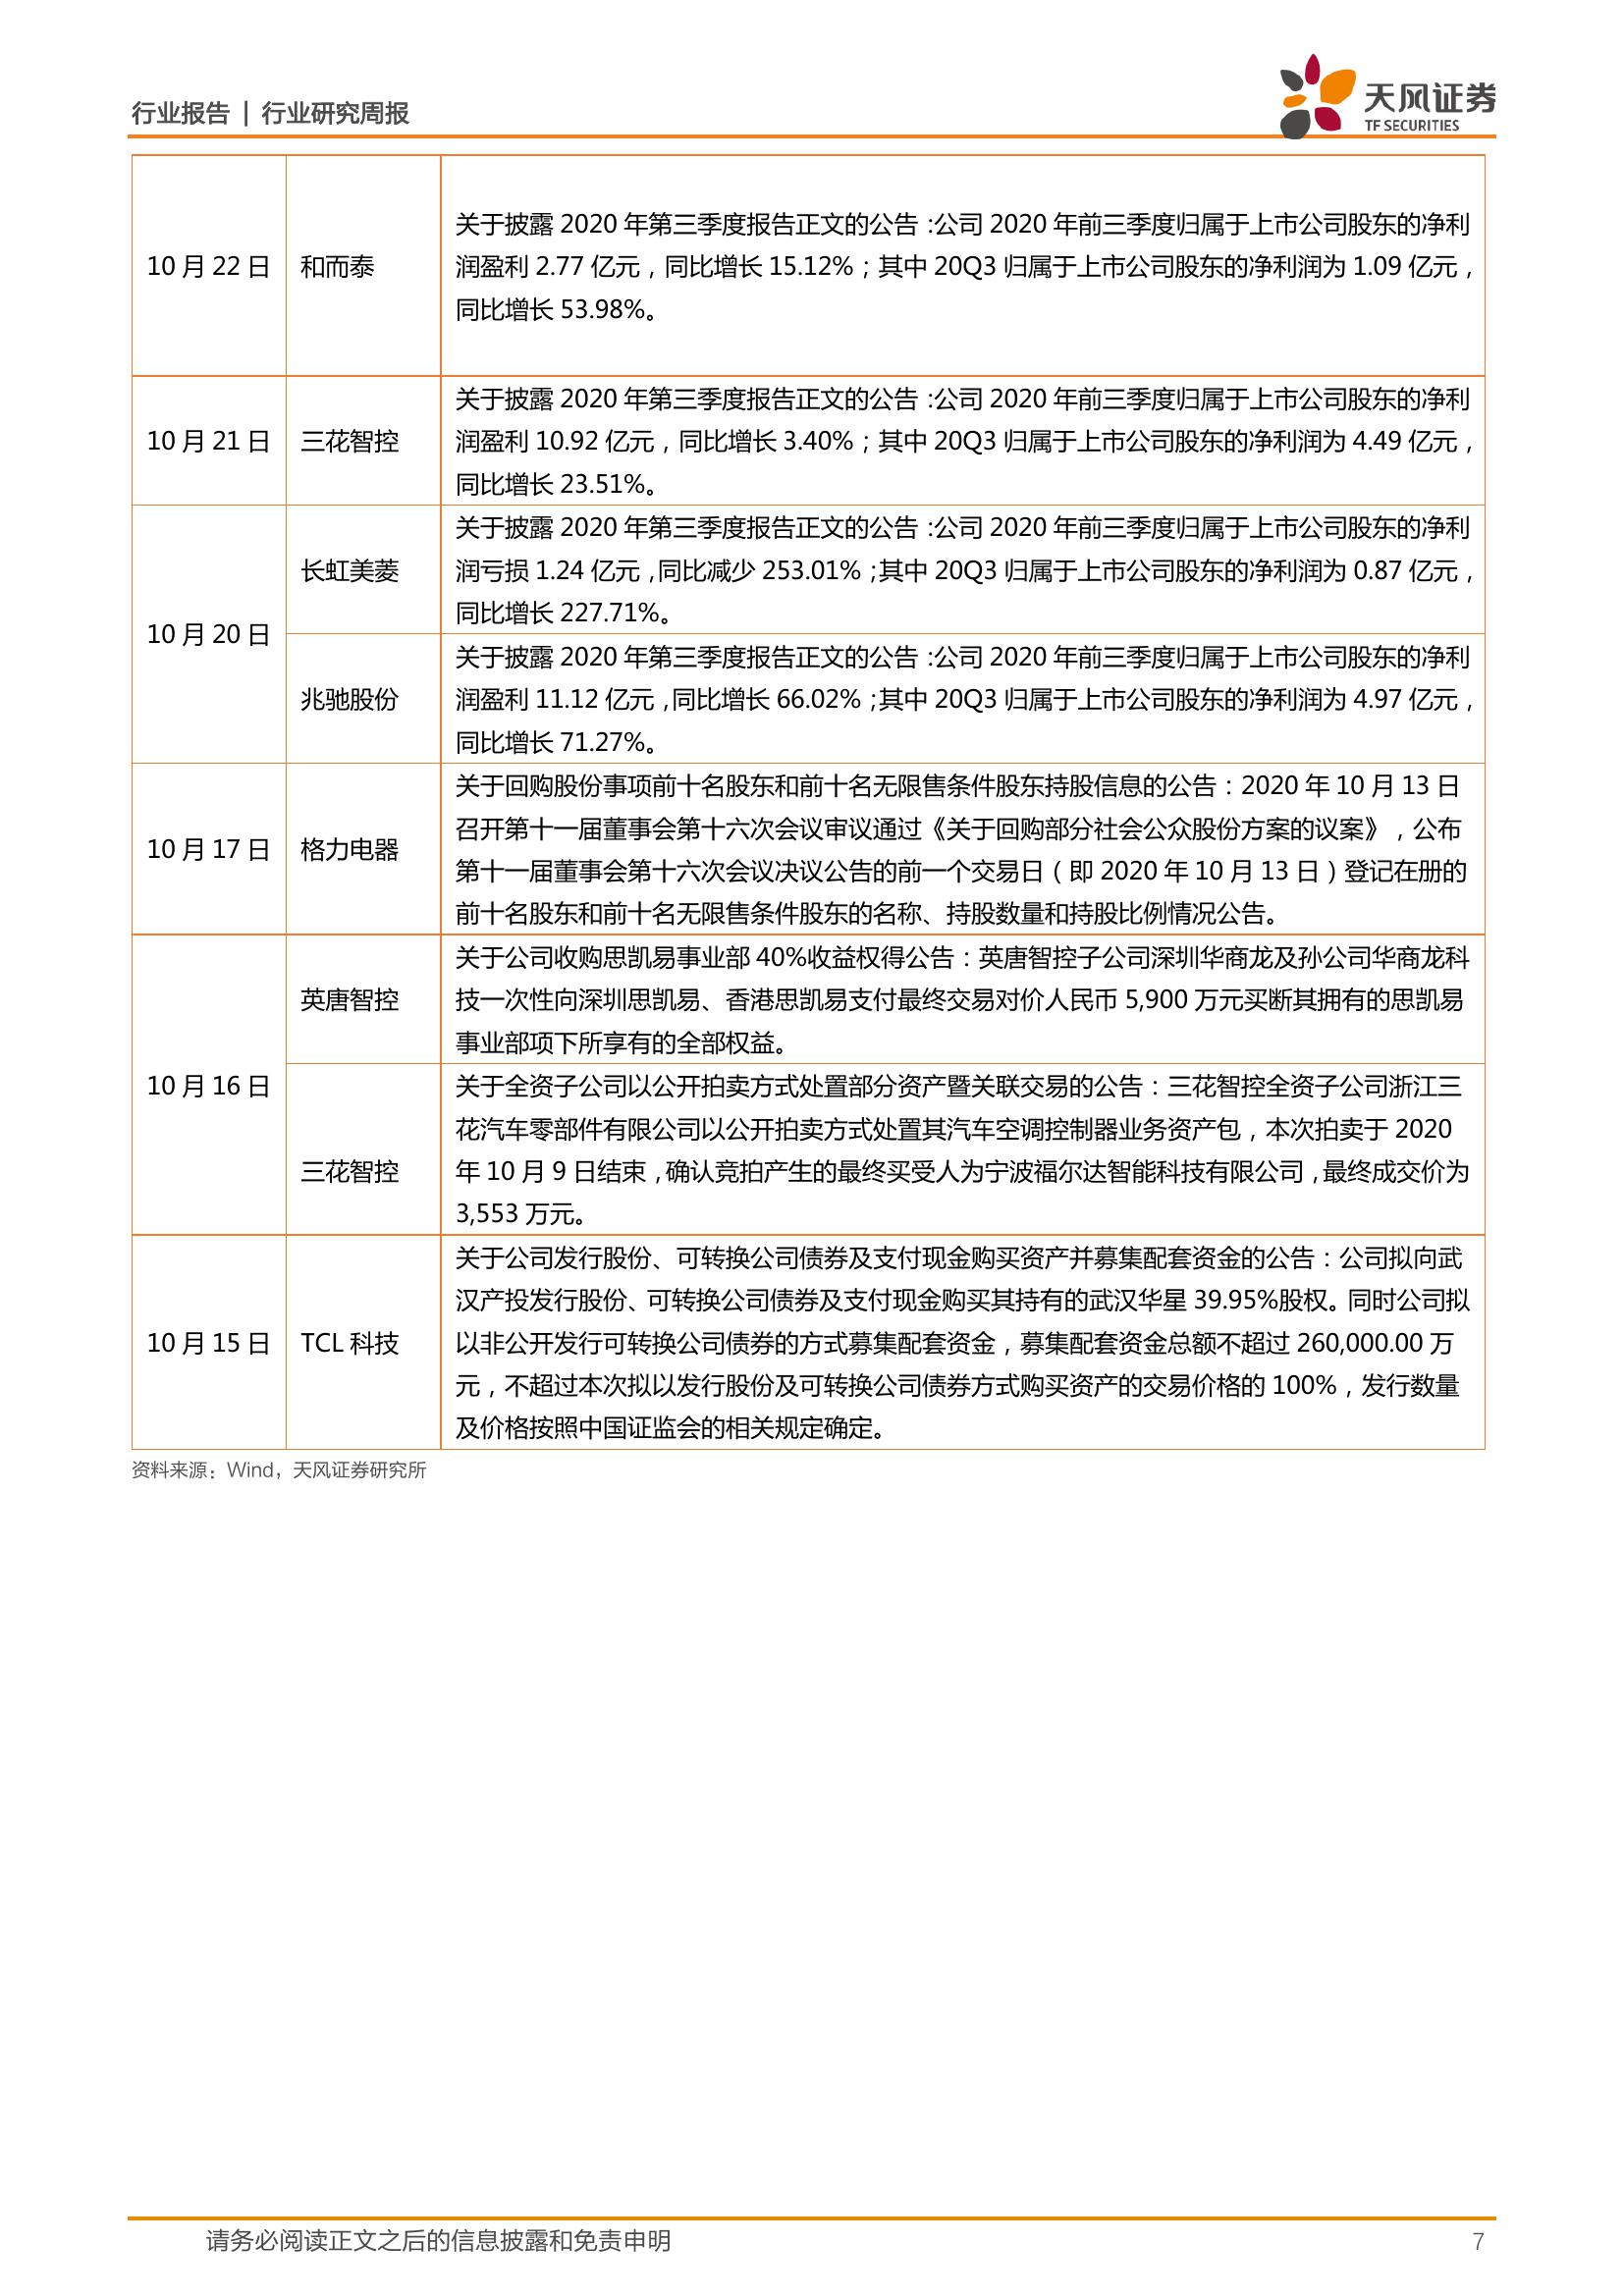 行业报告 | 行业研究周报
天风证券
TF SECURITIES
10 月 22 日
和而泰
关于披露 2020 年第三季度报告正文的公告：公司 2020 年前三季度归属于上市公司股东的净利
润盈利 2.77 亿元，同比增长 15.12%；其中 20Q3 归属于上市公司股东的净利润为 1.09 亿元，
同比增长 53.98%。
10 月 21 日
三花智控
关于披露 2020 年第三季度报告正文的公告：公司 2020 年前三季度归属于上市公司股东的净利
润盈利 10.92 亿元，同比增长 3.40%；其中 20Q3 归属于上市公司股东的净利润为 4.49 亿元，
同比增长 23.51%。
10 月 20 日
长虹美菱
关于披露 2020 年第三季度报告正文的公告：公司 2020 年前三季度归属于上市公司股东的净利
润亏损 1.24 亿元，同比减少 253.01%；其中 20Q3 归属于上市公司股东的净利润为 0.87 亿元，
同比增长 227.71%。
兆驰股份
关于披露 2020 年第三季度报告正文的公告：公司 2020 年前三季度归属于上市公司股东的净利
润盈利 11.12 亿元，同比增长 66.02%；其中 20Q3 归属于上市公司股东的净利润为 4.97 亿元，
同比增长 71.27%。
10 月 17 日
格力电器
关于回购股份事项前十名股东和前十名无限售条件股东持股信息的公告：2020 年 10 月 13 日
召开第十一届董事会第十六次会议审议通过《关于回购部分社会公众股份方案的议案》，公布
第十一届董事会第十六次会议决议公告的前一个交易日（即 2020 年 10 月 13 日）登记在册的
前十名股东和前十名无限售条件股东的名称、持股数量和持股比例情况公告。
10 月 16 日
英唐智控
关于公司收购思凯易事业部 40%收益权得公告：英唐智控子公司深圳华商龙及孙公司华商龙科
技一次性向深圳思凯易、香港思凯易支付最终交易对价人民币 5,900 万元买断其拥有的思凯易
事业部项下所享有的全部权益。
三花智控
关于全资子公司以公开拍卖方式处置部分资产暨关联交易的公告：三花智控全资子公司浙江三
花汽车零部件有限公司以公开拍卖方式处置其汽车空调控制器业务资产包，本次拍卖于 2020
年 10 月 9 日结束，确认竞拍产生的最终买受人为宁波福尔达智能科技有限公司，最终成交价为
3,553 万元。
10 月 15 日
TCL 科技
关于公司发行股份、可转换公司债券及支付现金购买资产并募集配套资金的公告：公司拟向武
汉产投发行股份、可转换公司债券及支付现金购买其持有的武汉华星 39.95%股权。同时公司拟
以非公开发行可转换公司债券的方式募集配套资金，募集配套资金总额不超过 260,000.00 万
元，不超过本次拟以发行股份及可转换公司债券方式购买资产的交易价格的 100%，发行数量
及价格按照中国证监会的相关规定确定。
资料来源：Wind，天风证券研究所
请务必阅读正文之后的信息披露和免责申明
7